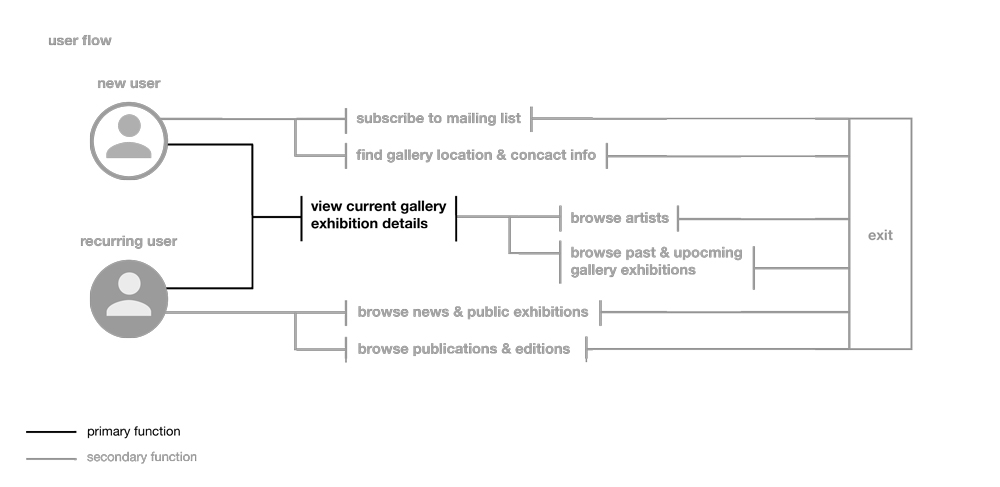 user flow
new user
subscribe to mailing list
find gallery location & concact info
view current gallery
exhibition details
browse artists
recurring user
browse past & upocming
gallery exhibitions
exit
browse news & public exhibitions
browse publications & editions
primary function
secondary function